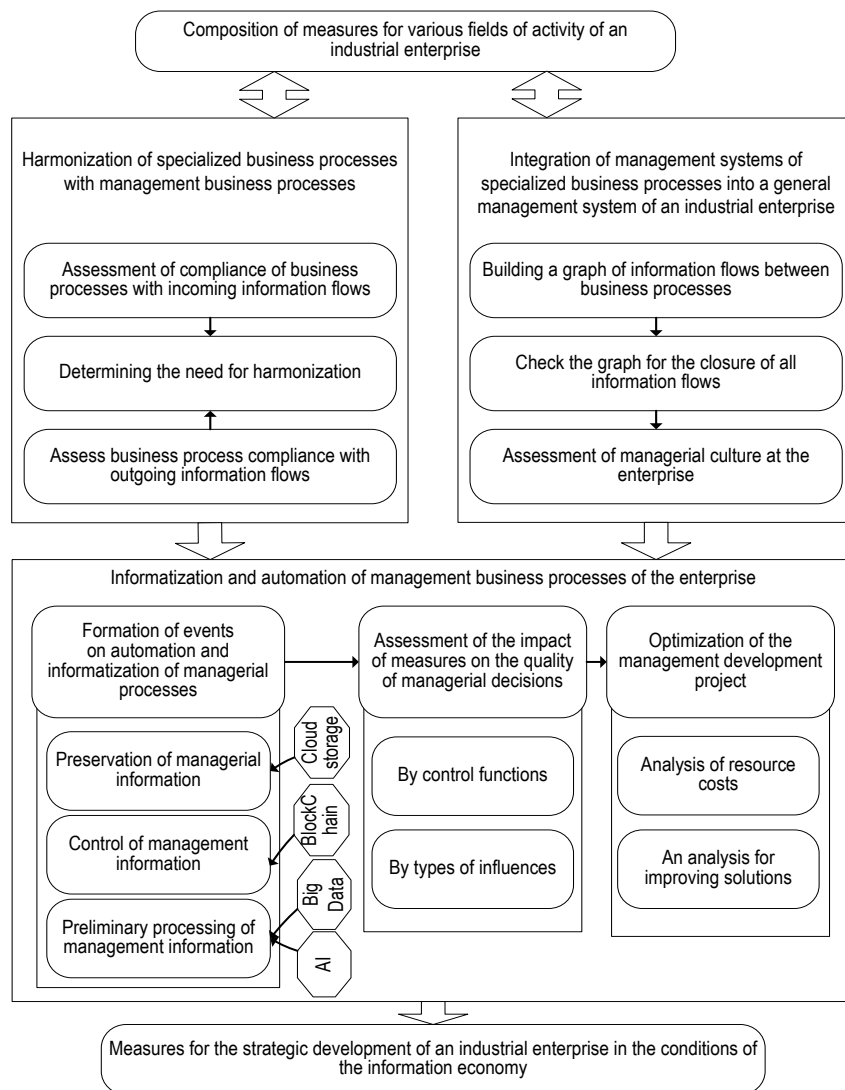 Composition of measures for various fields of activity of an
industrial enterprise
Harmonization of specialized business processes
with management business processes
Assessment of compliance of business
processes with incoming information flows
Determining the need for harmonization
Assess business process compliance with
outgoing information flows
Integration of management systems of
specialized business processes into a general
management system of an industrial enterprise
Building a graph of information flows between
business processes
Check the graph for the closure of all
information flows
Assessment of managerial culture at the
enterprise
Informatization and automation of management business processes of the enterprise
Formation of events
on automation and
informatization of managerial
processes
Preservation of managerial
information
Control of management
information
Preliminary processing of
management information
Cloud
storage
BlockC
hain
Big
Data
AI
Assessment of the impact
of measures on the quality
of managerial decisions
By control functions
By types of influences
Optimization of the
management development
project
Analysis of resource
costs
An analysis for
improving solutions
Measures for the strategic development of an industrial enterprise in the conditions of
the information economy